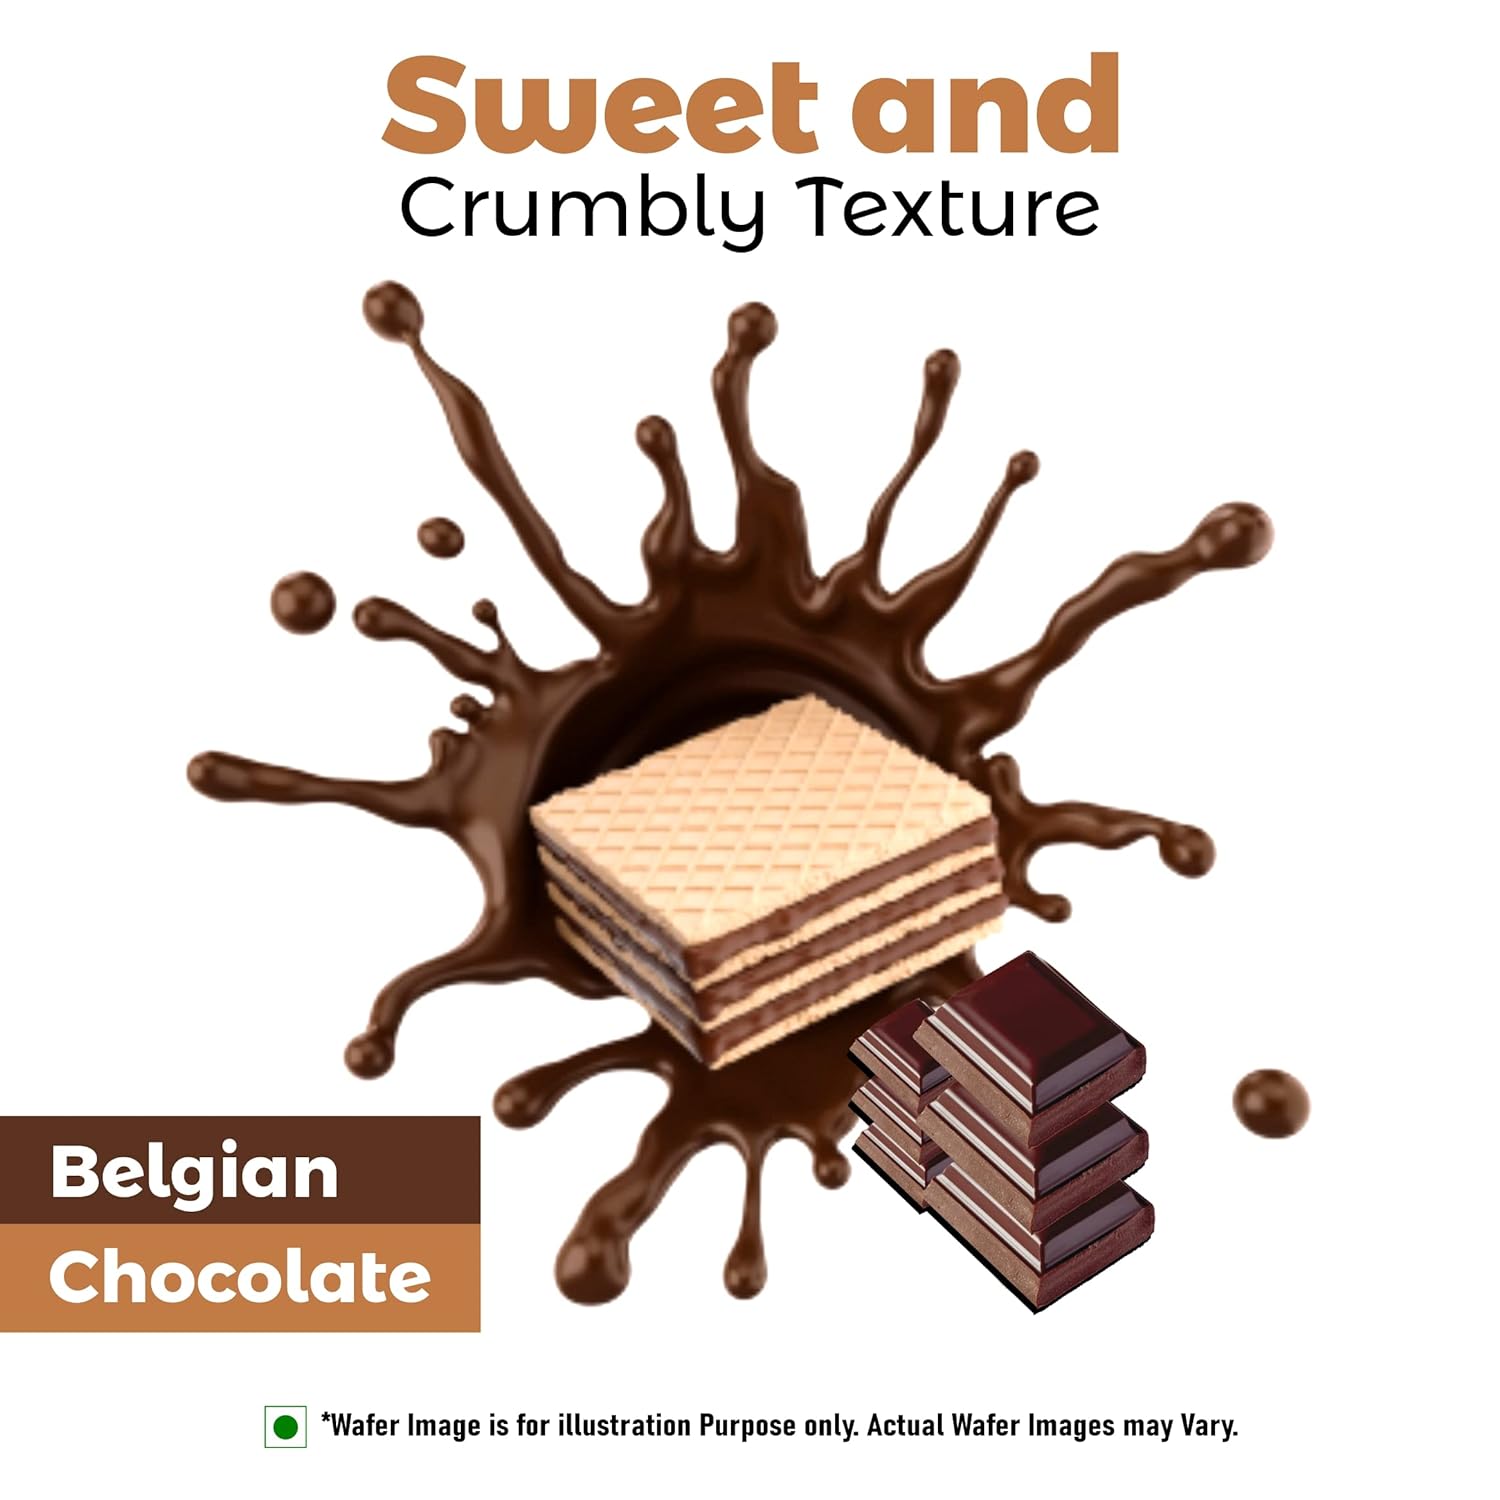 Sweet and
Crumbly Texture
Belgian
Chocolate
*Wafer Image is for illustration Purpose only. Actual Wafer Images may Vary.